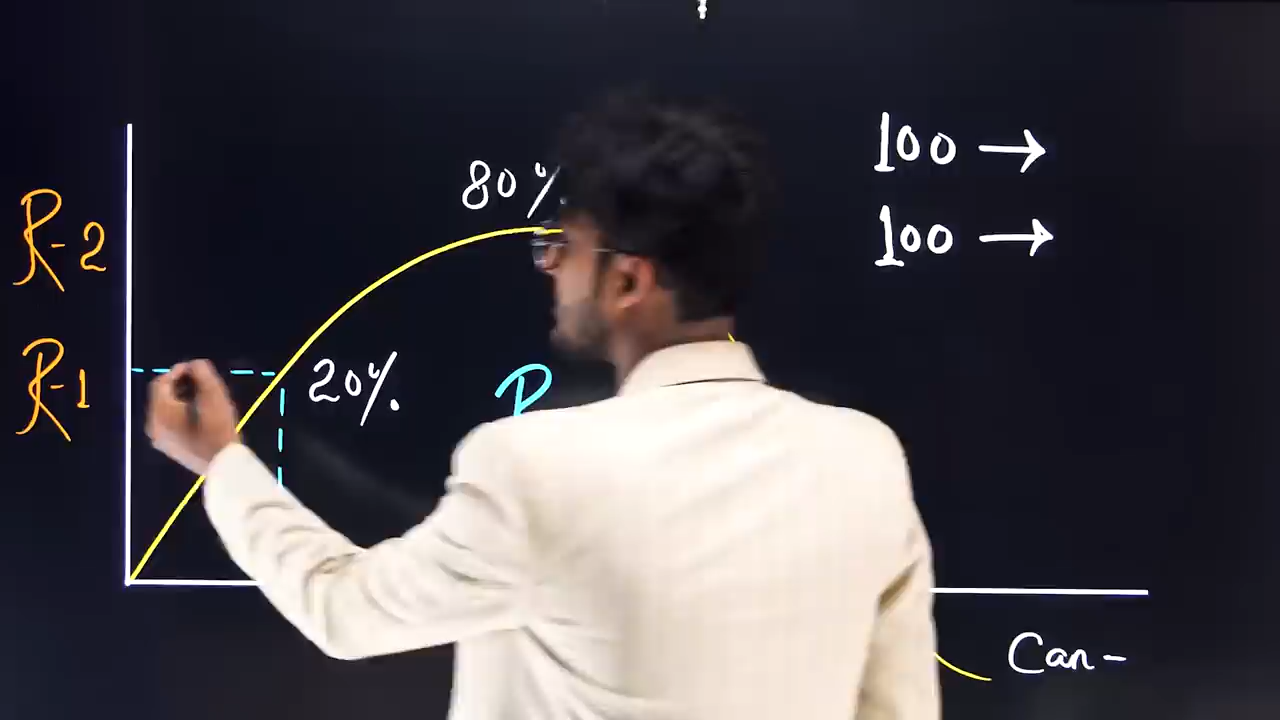 80%
100 →
R-2
100 →
R-1
20%.
Can-